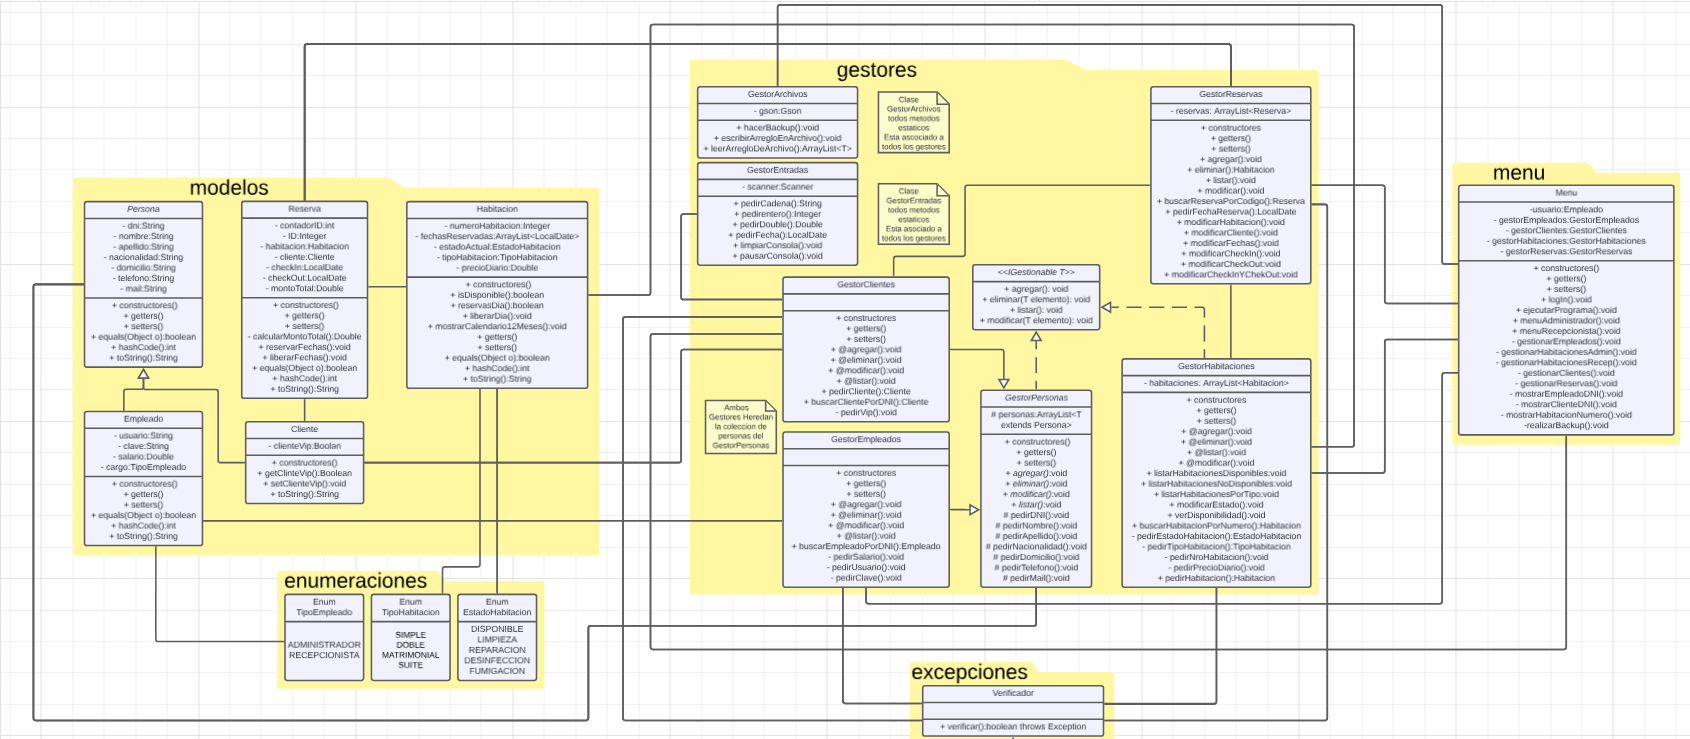 modelos
Persona
- dni:String
- nombre:String
- apellido:String
- nacionalidad:String
- domicilio:String
- telefono:String
- mail:String
+ constructores()
+ getters()
+ setters()
+ equals(Object o):boolean
+ hashCode():int
+ toString():String
Reserva
- contadorID:int
- ID:Integer
- habitacion:Habitacion
- cliente:Cliente
- checkIn:LocalDate
- checkOut:LocalDate
- montoTotal:Double
+ constructores()
+ getters()
+ setters()
- calcularMontoTotal():Double
+ reservarFechas():void
+ liberarFechas():void
+ equals(Object o):boolean
+ hashCode():int
+ toString():String
Habitacion
- numeroHabitacion:Integer
- fechasReservadas:ArrayList<LocalDate>
- estadoActual:EstadoHabitacion
- tipoHabitacion:TipoHabitacion
- precioDiario:Double
+ constructores()
+ isDisponible():boolean
+ reservasDia():boolean
+ liberarDia():void
+ mostrarCalendario12Meses():void
+ getters()
+ setters()
+ equals(Object o):boolean
+ hashCode():int
+ toString():String
Empleado
- usuario:String
- clave:String
- salario:Double
- cargo:TipoEmpleado
+ constructores()
+ getters()
+ setters()
+ equals(Object o):boolean
+ hashCode():int
+ toString():String
Cliente
- clienteVip:Boolan
+ constructores()
+ getClinteVip():Boolean
+ setClienteVip():void
+ toString():String
enumeraciones
Enum
TipoEmpleado
ADMINISTRADOR
RECEPCIONISTA
Enum
TipoHabitacion
SIMPLE
DOBLE
MATRIMONIAL
SUITE
Enum
EstadoHabitacion
DISPONIBLE
LIMPIEZA
REPARACION
DESINFECCION
FUMIGACION
gestores
GestorArchivos
- gson:Gson
+ hacerBackup():void
+ escribirArregloEnArchivo():void
+ leerArregloDeArchivo():ArrayList<T>
Clase
GestorArchivos
todos metodos
estaticos
Esta ascociado a
todos los gestores
GestorEntradas
- scanner:Scanner
+ pedirCadena():String
+ pedirentero():Integer
+ pedirDouble():Double
+ pedirFecha():LocalDate
+ limpiarConsola():void
+ pausarConsola():void
Clase
GestorEntradas
todos metodos
estaticos
Esta asociado a
todos los gestores
GestorClientes
+ constructores
+ getters()
+ setters()
+ @agregar():void
+ @eliminar():void
+ @modificar():void
+ @listar():void
+ pedirCliente():Cliente
+ buscarClientePorDNI():Cliente
- pedirVip():void
Ambos
Gestores Heredan
la coleccion de
personas del
GestorPersonas
GestorEmpleados
+ constructores
+ getters()
+ setters()
+ @agregar():void
+ @eliminar():void
+ @modificar():void
+ @listar():void
+ buscarEmpleadoPorDNI():Empleado
- pedirSalario():void
- pedirUsuario():void
- pedirClave():void
<<IGestionable T>>
+ agregar(): void
+ eliminar(T elemento): void
+ listar(): void
+ modificar(T elemento): void
GestorPersonas
# personas:ArrayList<T
extends Persona>
+ constructores()
+ getters()
+ setters()
+ agregar():void
+ eliminar():void
+ modificar():void
+ listar():void
# pedirDNI():void
# pedirNombre():void
# pedirApellido():void
# pedirNacionalidad():void
# pedirDomicilio():void
# pedirTelefono():void
# pedirMail():void
GestorReservas
- reservas: ArrayList<Reserva>
+ constructores
+ getters()
+ setters()
+ agregar():void
+ eliminar():Habitacion
+ listar():void
+ modificar():void
+ buscarReservaPorCodigo():Reserva
+ pedirFechaReserva():LocalDate
+ modificarHabitacion():void
+ modificarCliente():void
+ modificarFechas():void
+ modificarCheckIn():void
+ modificarCheckOut:void
+ modificarCheckInYChekOut:void
GestorHabitaciones
- habitaciones: ArrayList<Habitacion>
+ constructores
+ getters()
+ setters()
+ @agregar():void
+ @eliminar():void
+ @listar():void
+ @modificar():void
+ listarHabitacionesDisponibles:void
+ listarHabitacionesNoDisponibles:void
+ listarHabitacionesPorTipo:void
+ modificarEstado():void
+ verDisponibilidad():void
+ buscarHabitacionPorNumero():Habitacion
- pedirEstadoHabitacion():EstadoHabitacion
- pedirTipoHabitacion():TipoHabitacion
- pedirNroHabitacion():void
- pedirPrecioDiario():void
+ pedirHabitacion():Habitacion
menu
Menu
-usuario:Empleado
- gestorEmpleados:GestorEmpleados
- gestorClientes:GestorClientes
- gestorHabitaciones:GestorHabitaciones
- gestorReservas:GestorReservas
+ constructores()
+ getters()
+ setters()
+ logIn():void
+ ejecutarPrograma():void
+ menuAdministrador():void
+ menuRecepcionista():void
- gestionarEmpleados():void
- gestionarHabitacionesAdmin():void
- gestionarHabitacionesRecep():void
- gestionarClientes():void
- gestionarReservas():void
- mostrarEmpleadoDNI():void
- mostrarClienteDNI():void
- mostrarHabitacionNumero():void
-realizarBackup():void
excepciones
Verificador
+ verificar():boolean throws Exception